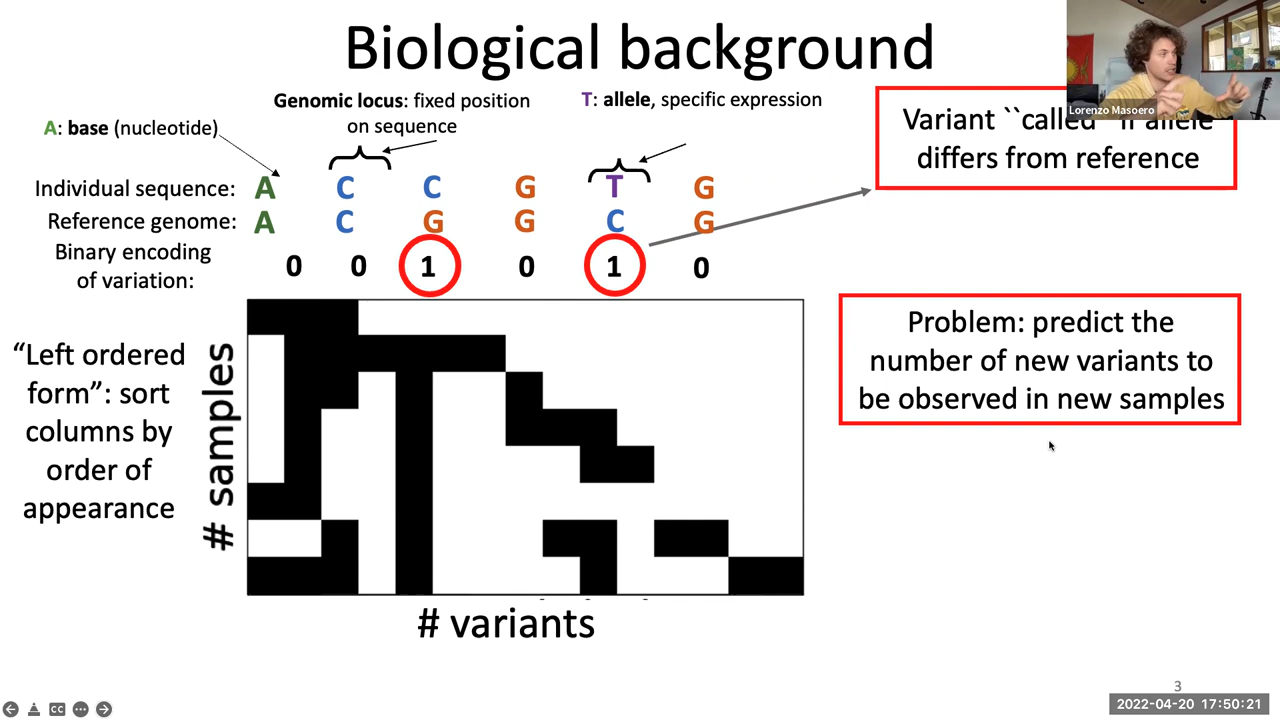 Biological background
Genomic locus: fixed position
on sequence
T: allele, specific expression
A: base (nucleotide)
Lorenzo Masoero
Variant ``called`` if allele
differs from reference
Individual sequence: A C C G T G
Reference genome: A C G G C G
Binary encoding
of variation:
0 0 1 0 1 0
“Left ordered
form”: sort
columns by
order of
appearance
# samples
# variants
Problem: predict the
number of new variants to
be observed in new samples
3
CC
2022-04-20 17:50:21